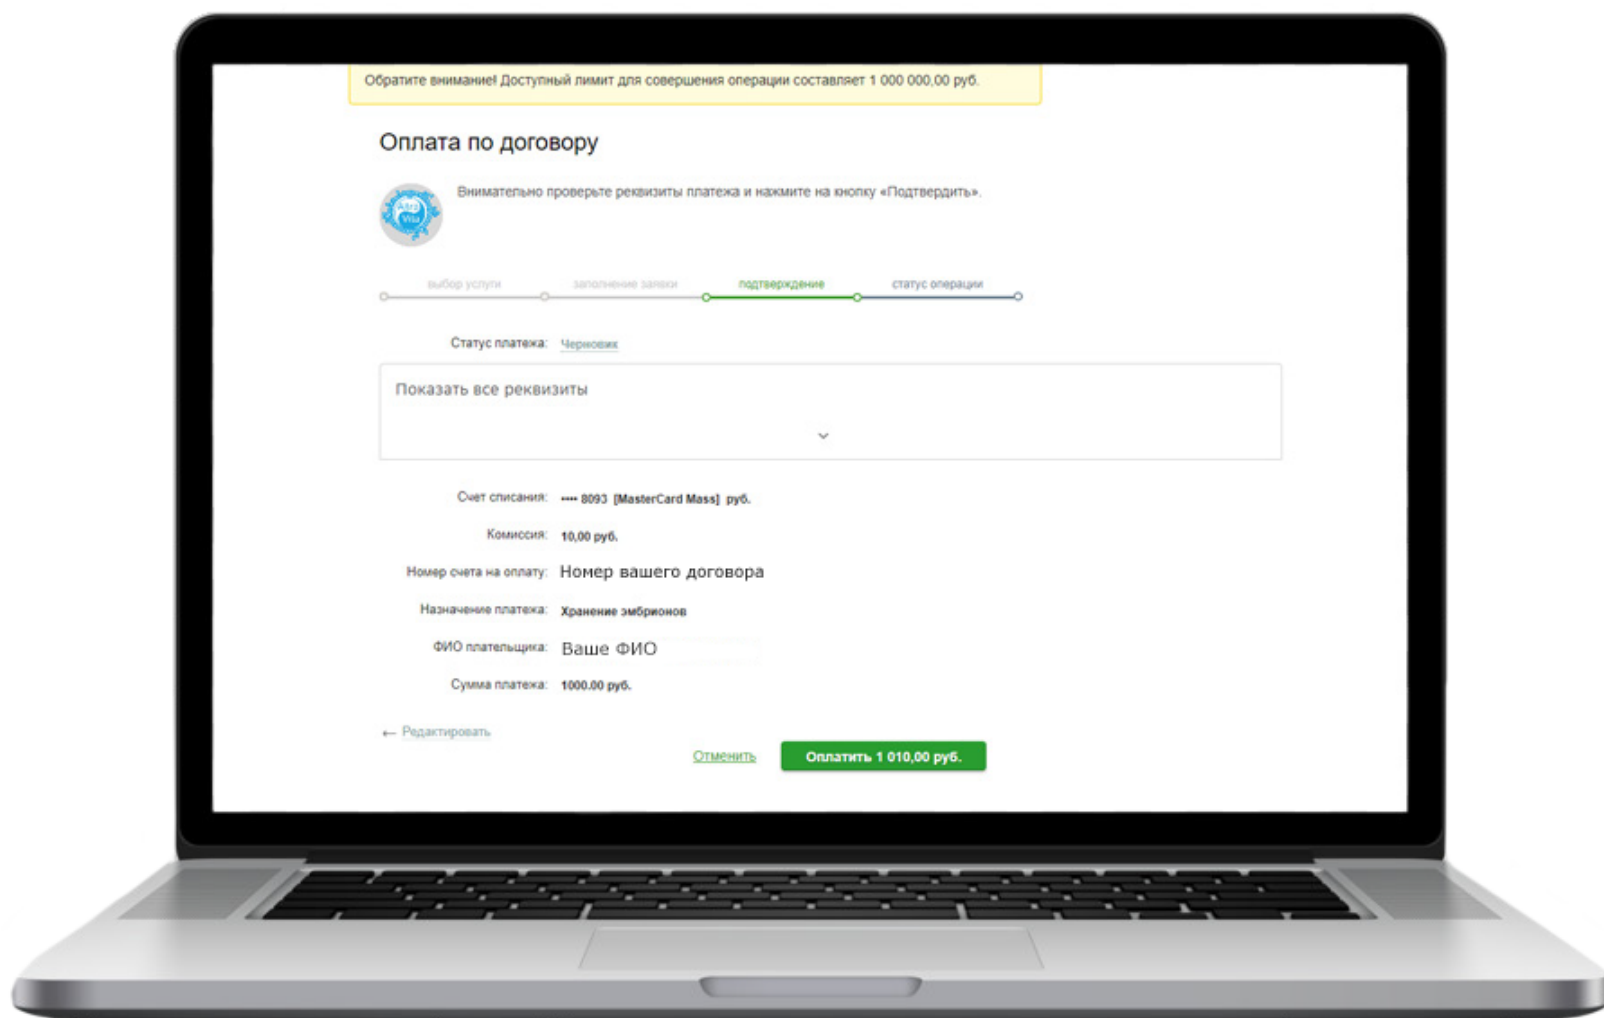 Обратите внимание! Доступный лимит для совершения операции составляет 1 000 000,00 руб.
Оплата по договору
Внимательно проверьте реквизиты платежа и нажмите на кнопку «Подтвердить».
Vita
выбор услуги заполнение заявки подтверждение статус операции
Статус платежа: Черновик
Показать все реквизиты
Счет списания: •••• 8093 [MasterCard Mass] руб.
Комиссия: 10,00 руб.
Номер счета на оплату: Номер вашего договора
Назначение платежа: Хранение эмбрионов
ФИО плательщика: Ваше ФИО
Сумма платежа: 1000.00 руб.
← Редактировать
Отменить Оплатить 1 010,00 руб.